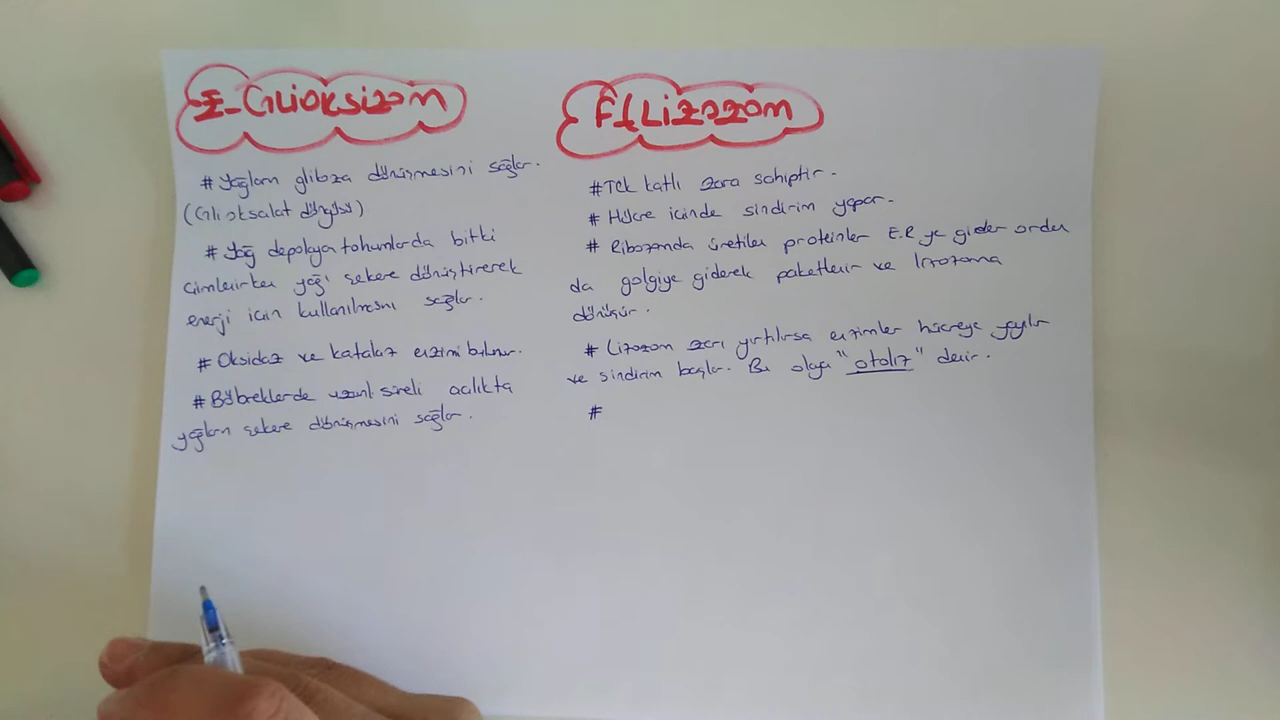 E-Glioksizom
# Yağların glikoza dönüşmesini sağlar.
(Glioksalat döngüsü)
# Yağ depolayan tohumlarda bitki
çimlenirken yağı şekere dönüştürerek
enerji için kullanılmasını sağlar.
# Oksidaz ve katalaz enzimi bulunur.
# Böbreklerde uzun süreli açlıkta
yağların şekere dönüşmesini sağlar.
F) Lizozom
# Tek katlı zara sahiptir.
# Hücre içinde sindirim yapar.
# Ribozomda üretilen proteinler E.R ye gider ordan
da golgiye giderek paketlenir ve lizozoma
dönüşür.
# Lizozom zarı yırtılırsa enzimler hücreye yayılır
ve sindirim başlar. Bu olaya "otoliz" denir.
#